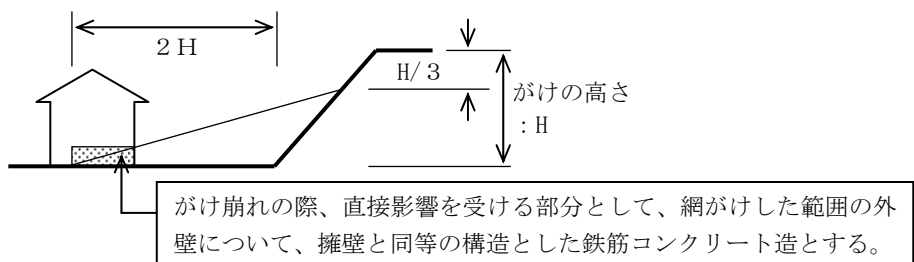 ２Ｈ
H/３
がけの高さ
：H
がけ崩れの際、直接影響を受ける部分として、網がけした範囲の外
壁について、擁壁と同等の構造とした鉄筋コンクリート造とする。